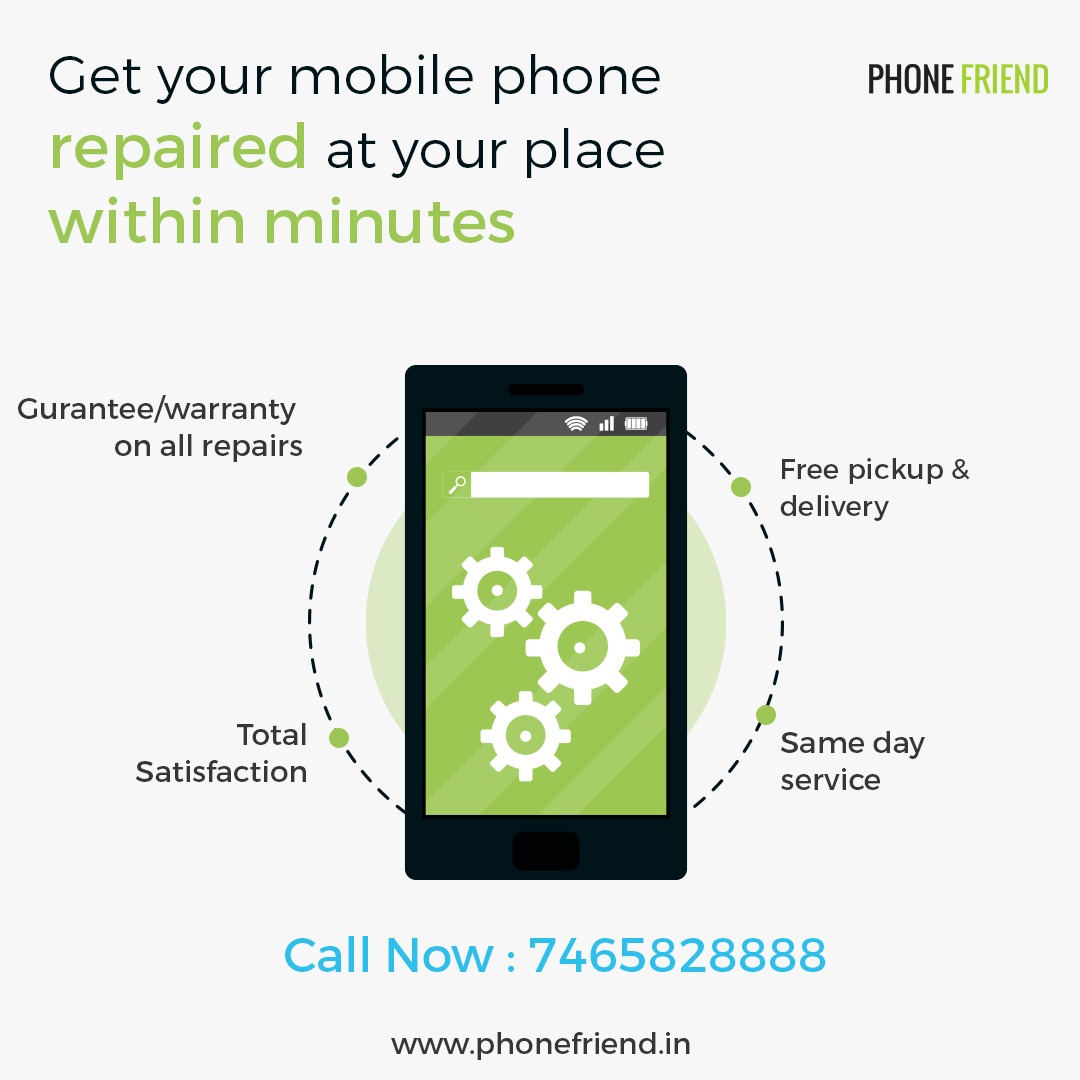 Get your mobile phone
repaired at your place
within minutes
PHONE FRIEND
Gurantee/warranty
on all repairs
Free pickup &
delivery
Total
Satisfaction
Same day
service
Call Now : 7465828888
www.phonefriend.in